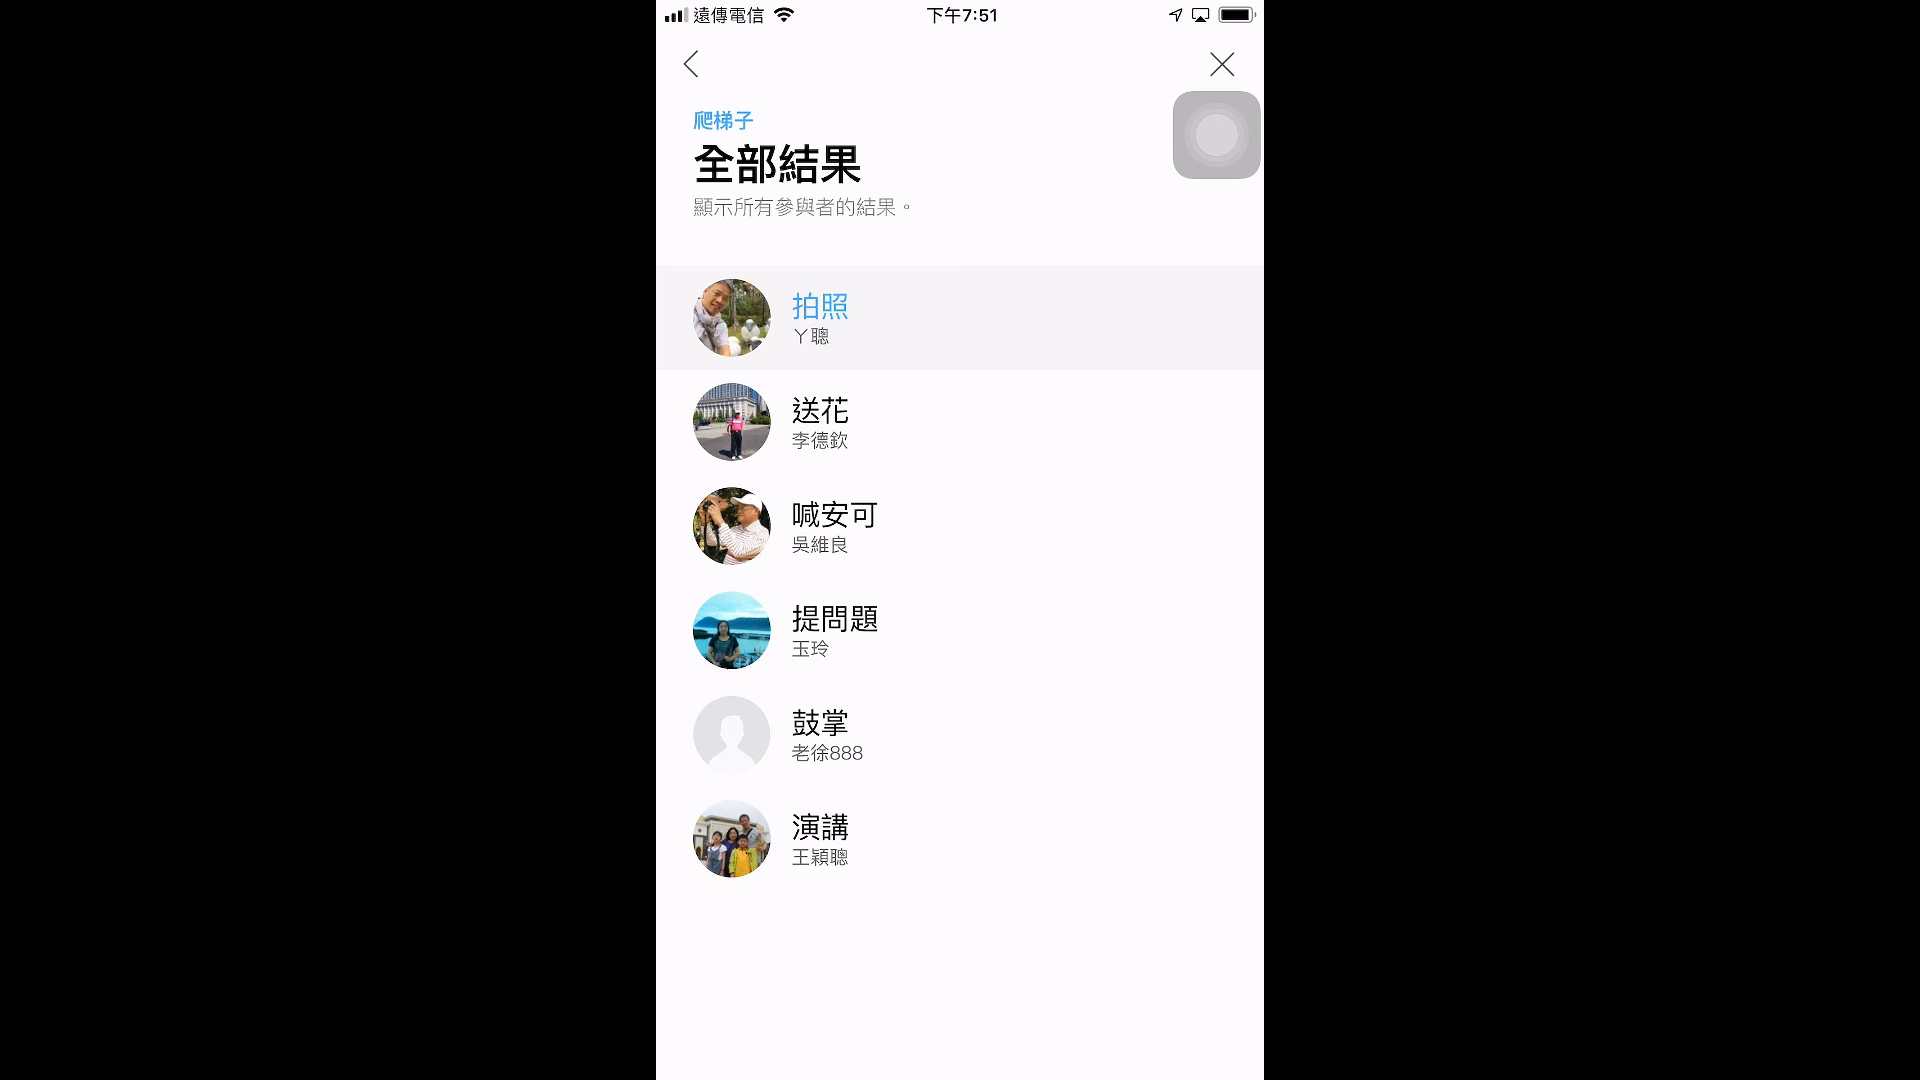 遠傳電信
下午7:51
爬梯子
全部結果
顯示所有參與者的結果。
拍照
ㄚ聰
送花
李德欽
喊安可
吳維良
提問題
玉玲
鼓掌
老徐888
演講
王穎聰